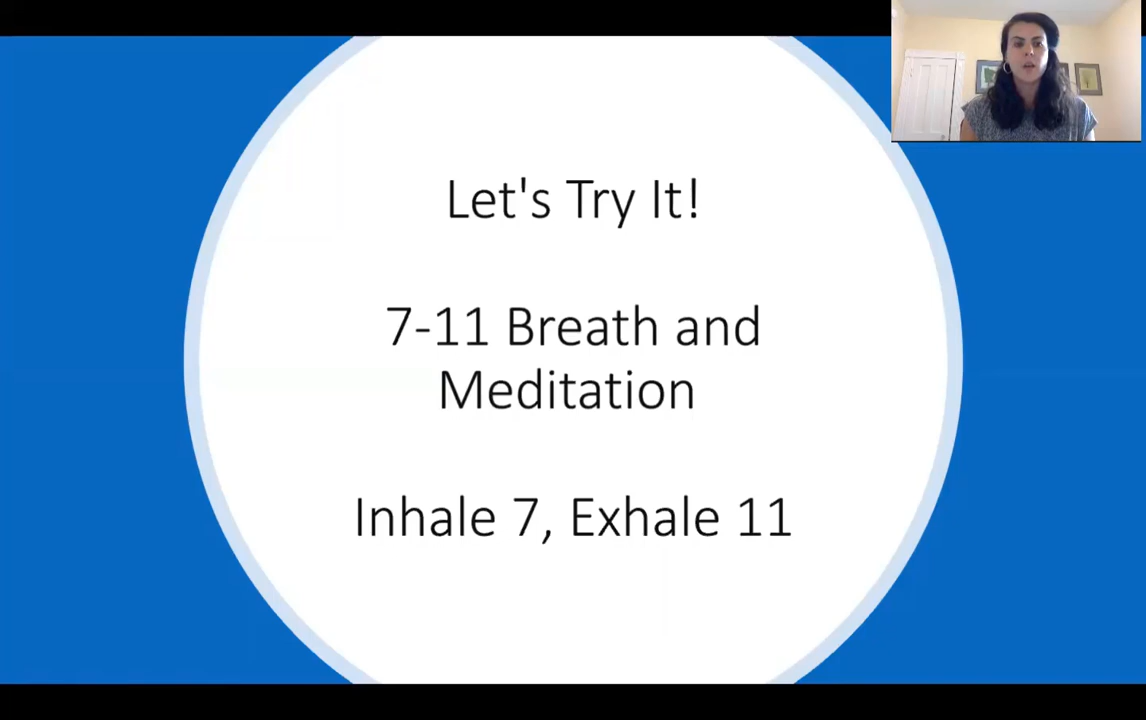 Let's Try It!
7-11 Breath and
Meditation
Inhale 7, Exhale 11